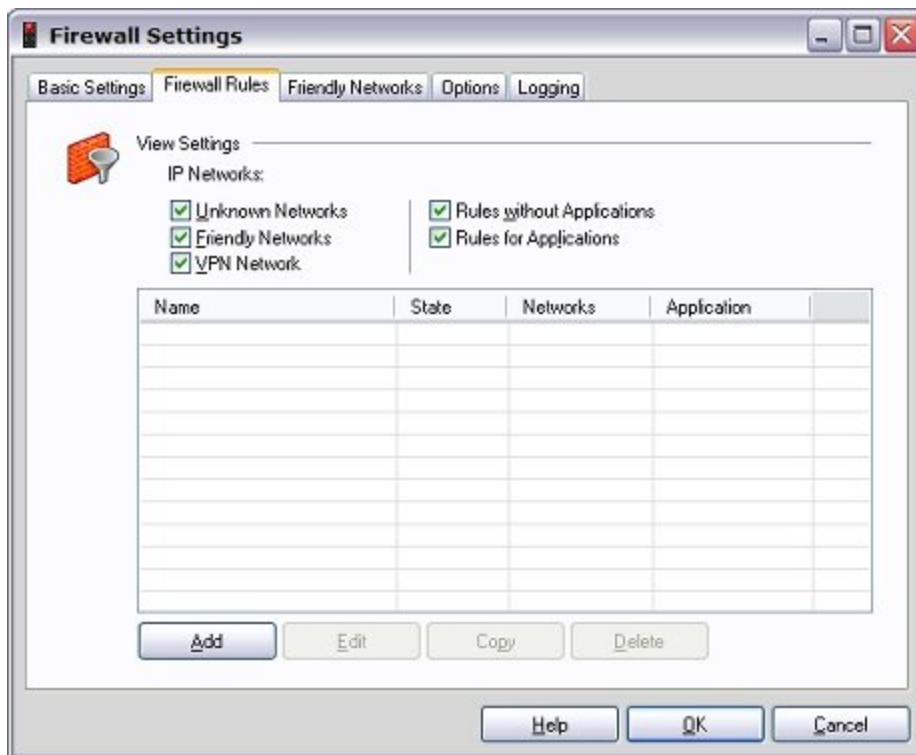 Firewall Settings
Basic Settings Firewall Rules Friendly Networks Options Logging
View Settings
IP Networks:
Unknown Networks Rules without Applications
Friendly Networks Rules for Applications
VPN Network
Name State Networks Application
Add Edit Copy Delete
Help OK Cancel